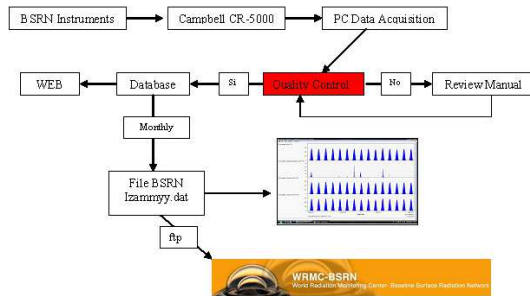 BSRN Instruments
Campbell CR-5000
PC Data Acquisition
WEB
Database
Si
Quality Control
No
Review Manual
Monthly
File BSRN
Izammyy.dat
ftp
WRMC-BSRN
World Radiation Monitoring Center- Baseline Surface Radiation Network